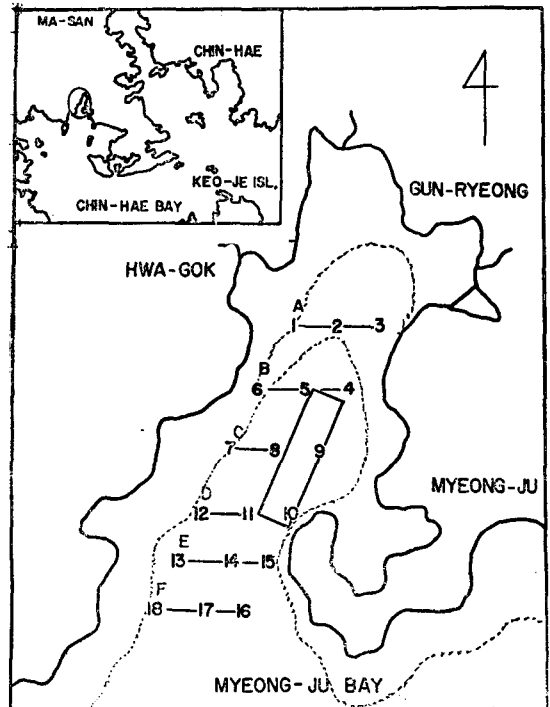 MA-SAN
CHIN-HAE
KEO-JE ISL.
CHIN-HAE BAY
4
GUN-RYEONG
HWA-GOK
A
1 2 3
B
6 5 4
C
7 8 9
D
12 11 10
MYEONG-JU
E
13 14 15
F
18 17 16
MYEONG-JU BAY